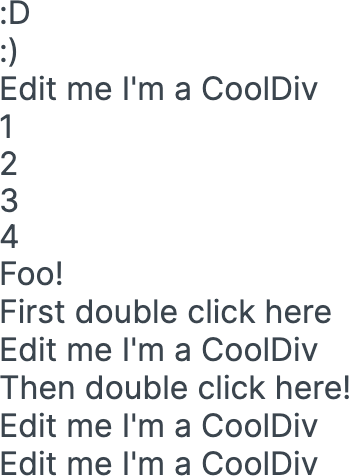 :D
:)
Edit me I'm a CoolDiv
1
2
3
4
Foo!
First double click here
Edit me I'm a CoolDiv
Then double click here!
Edit me I'm a CoolDiv
Edit me I'm a CoolDiv